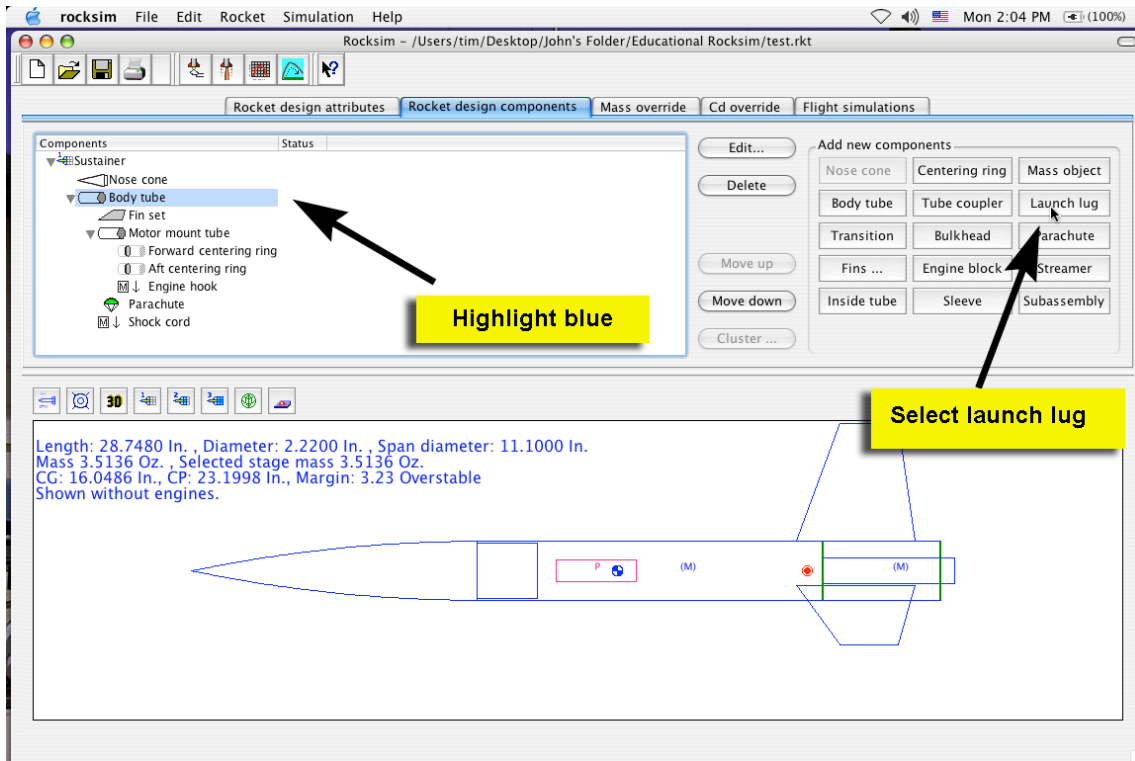 rocksim File Edit Rocket Simulation Help Mon 2:04 PM (100%)
Rocksim – /Users/tim/Desktop/John's Folder/Educational Rocksim/test.rkt
Rocket design attributes Rocket design components Mass override Cd override Flight simulations
Components Status
1 Sustainer
Nose cone
Body tube
Fin set
Motor mount tube
Forward centering ring
Aft centering ring
M Engine hook
Parachute
M Shock cord
Highlight blue
Edit...
Delete
Move up
Move down
Cluster ...
Add new components
Nose cone Centering ring Mass object
Body tube Tube coupler Launch lug
Transition Bulkhead Parachute
Fins ... Engine block Streamer
Inside tube Sleeve Subassembly
Select launch lug
3D 1 2 3
Length: 28.7480 In. , Diameter: 2.2200 In. , Span diameter: 11.1000 In.
Mass 3.5136 Oz. , Selected stage mass 3.5136 Oz.
CG: 16.0486 In., CP: 23.1998 In., Margin: 3.23 Overstable
Shown without engines.
P (M) (M)